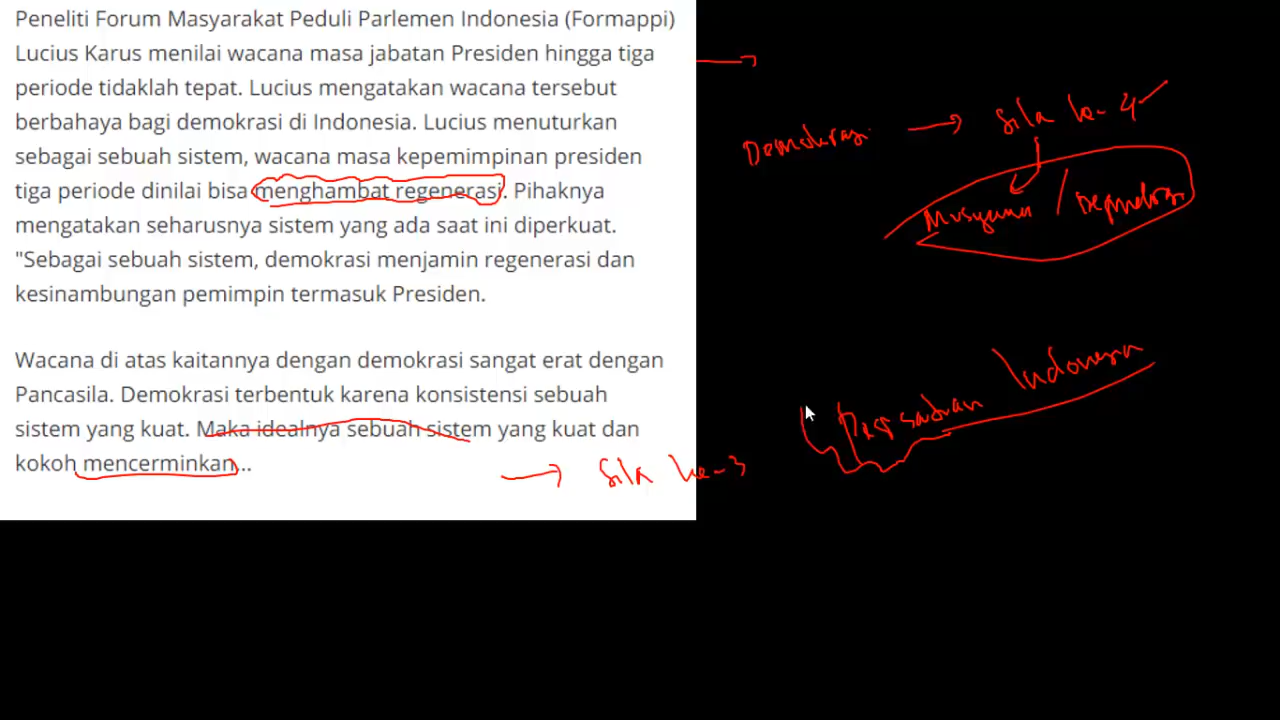 Peneliti Forum Masyarakat Peduli Parlemen Indonesia (Formappi)
Lucius Karus menilai wacana masa jabatan Presiden hingga tiga
periode tidaklah tepat. Lucius mengatakan wacana tersebut
berbahaya bagi demokrasi di Indonesia. Lucius menuturkan
sebagai sebuah sistem, wacana masa kepemimpinan presiden
tiga periode dinilai bisa menghambat regenerasi. Pihaknya
mengatakan seharusnya sistem yang ada saat ini diperkuat.
"Sebagai sebuah sistem, demokrasi menjamin regenerasi dan
kesinambungan pemimpin termasuk Presiden.
Wacana di atas kaitannya dengan demokrasi sangat erat dengan
Pancasila. Demokrasi terbentuk karena konsistensi sebuah
sistem yang kuat. Maka idealnya sebuah sistem yang kuat dan
kokoh mencerminkan...
Demokrasi → Sila ke-4
→ Sila ke-3
Persatuan Indonesia